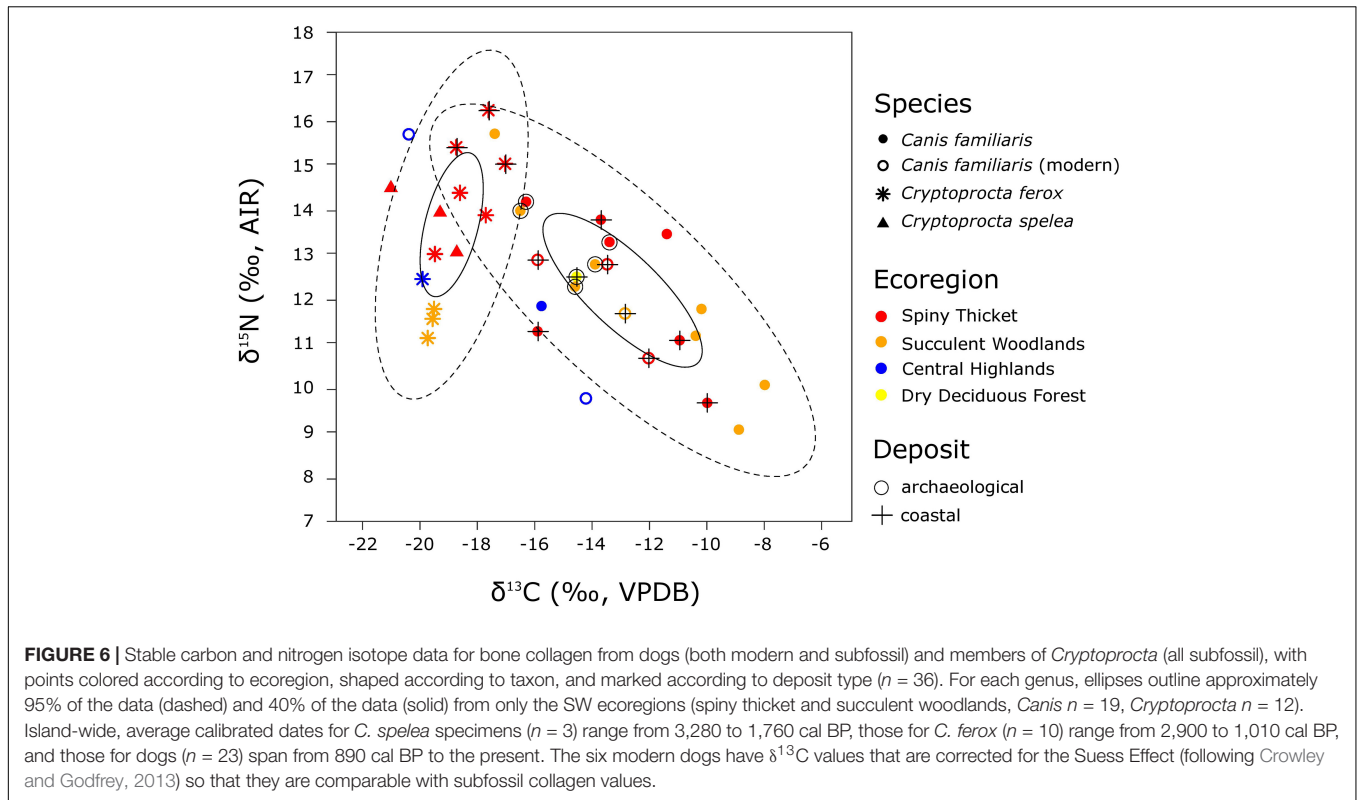 18
17
16
15
14
13
12
11
10
9
8
7
δ¹⁵N (‰, AIR)
-22 -20 -18 -16 -14 -12 -10 -8 -6
δ¹³C (‰, VPDB)
Species
Canis familiaris
Canis familiaris (modern)
Cryptoprocta ferox
Cryptoprocta spelea
Ecoregion
Spiny Thicket
Succulent Woodlands
Central Highlands
Dry Deciduous Forest
Deposit
archaeological
coastal
FIGURE 6 | Stable carbon and nitrogen isotope data for bone collagen from dogs (both modern and subfossil) and members of Cryptoprocta (all subfossil), with
points colored according to ecoregion, shaped according to taxon, and marked according to deposit type (n = 36). For each genus, ellipses outline approximately
95% of the data (dashed) and 40% of the data (solid) from only the SW ecoregions (spiny thicket and succulent woodlands, Canis n = 19, Cryptoprocta n = 12).
Island-wide, average calibrated dates for C. spelea specimens (n = 3) range from 3,280 to 1,760 cal BP, those for C. ferox (n = 10) range from 2,900 to 1,010 cal BP,
and those for dogs (n = 23) span from 890 cal BP to the present. The six modern dogs have δ¹³C values that are corrected for the Suess Effect (following Crowley
and Godfrey, 2013) so that they are comparable with subfossil collagen values.